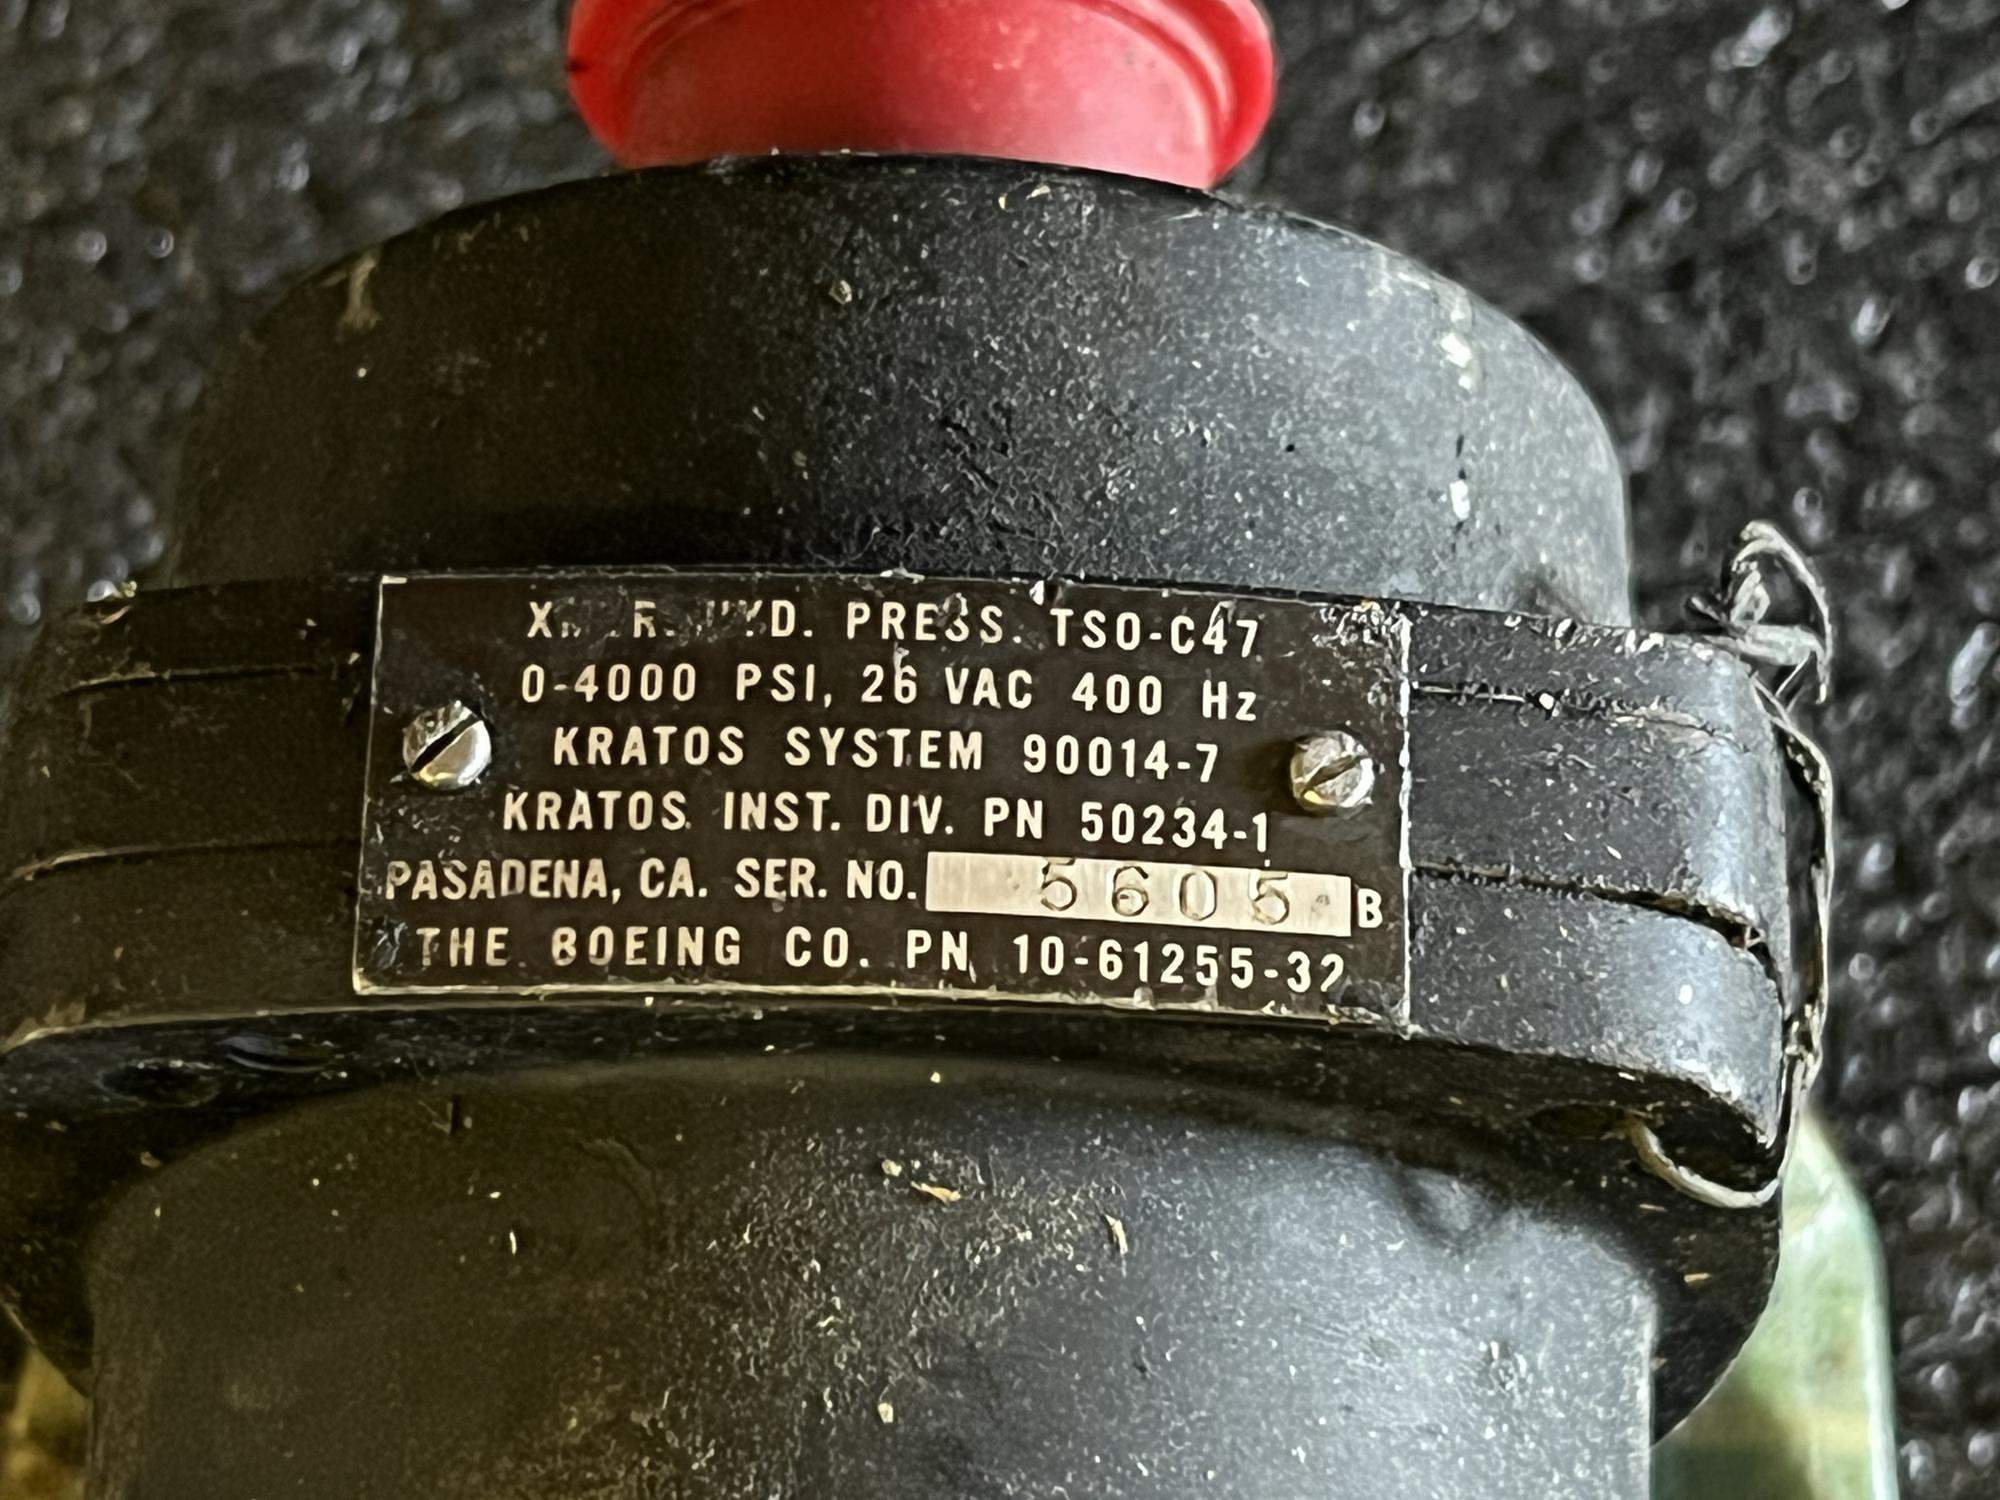 PRESS. TSO-C47
0-4000 PSI, 26 VAC 400 Hz
KRATOS SYSTEM 90014-7
KRATOS INST. DIV. PN 50234-1
PASADENA, CA. SER. NO. 5605 B
THE BOEING CO. PN 10-61255-32